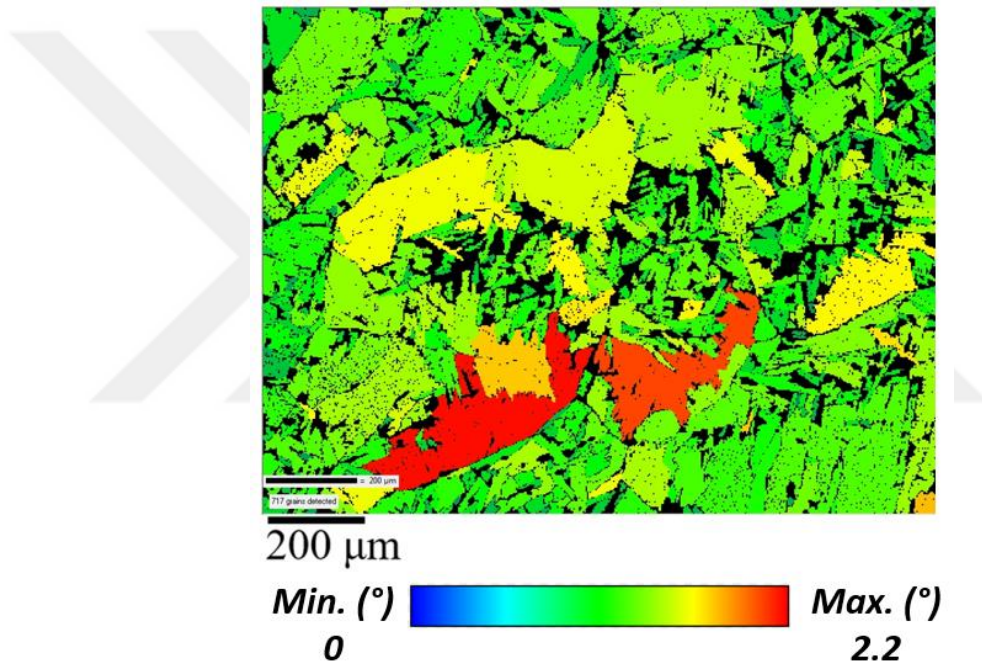 = 200 µm
717 grains detected
200 µm
Min. (°) Max. (°)
0 2.2